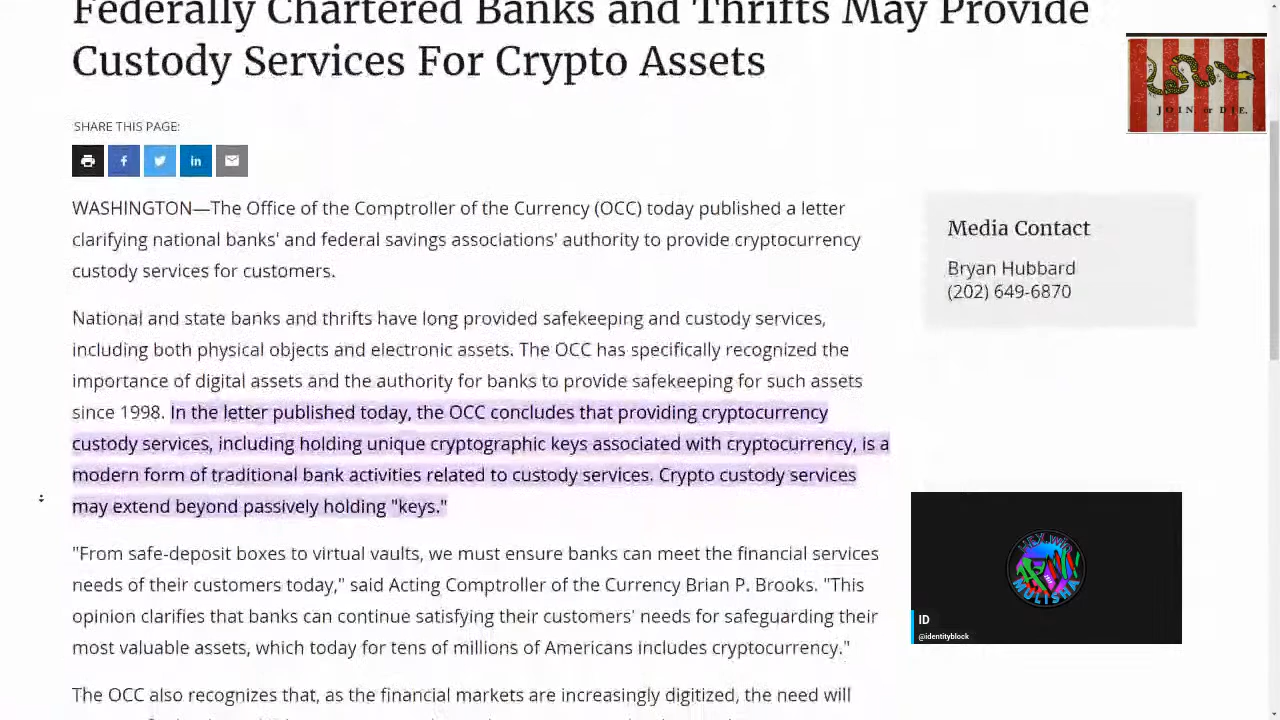 Federally Chartered Banks and Thrifts May Provide
Custody Services For Crypto Assets
JOIN, or DIE.
SHARE THIS PAGE:
f
in
WASHINGTON—The Office of the Comptroller of the Currency (OCC) today published a letter
clarifying national banks' and federal savings associations' authority to provide cryptocurrency
custody services for customers.
Media Contact
Bryan Hubbard
(202) 649-6870
National and state banks and thrifts have long provided safekeeping and custody services,
including both physical objects and electronic assets. The OCC has specifically recognized the
importance of digital assets and the authority for banks to provide safekeeping for such assets
since 1998. In the letter published today, the OCC concludes that providing cryptocurrency
custody services, including holding unique cryptographic keys associated with cryptocurrency, is a
modern form of traditional bank activities related to custody services. Crypto custody services
may extend beyond passively holding "keys."
"From safe-deposit boxes to virtual vaults, we must ensure banks can meet the financial services
needs of their customers today," said Acting Comptroller of the Currency Brian P. Brooks. "This
opinion clarifies that banks can continue satisfying their customers' needs for safeguarding their
most valuable assets, which today for tens of millions of Americans includes cryptocurrency."
HEX.win
MULISHA
ID
@identityblock
The OCC also recognizes that, as the financial markets are increasingly digitized, the need will